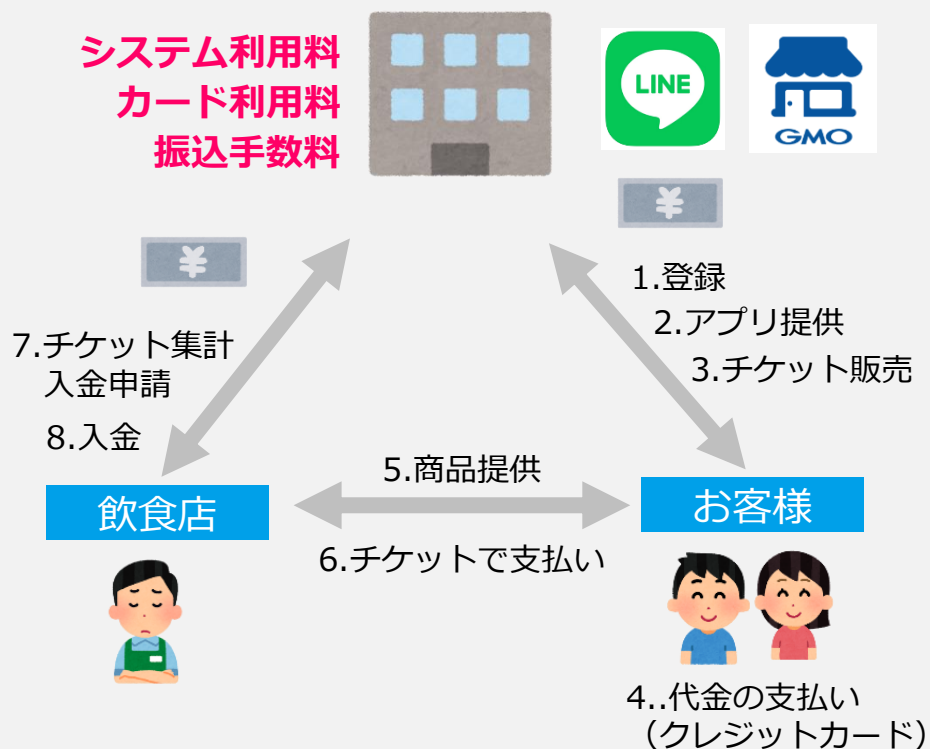 システム利用料
カード利用料
振込手数料
LINE
GMO
¥
¥
1.登録
2.アプリ提供
3.チケット販売
7.チケット集計
入金申請
8.入金
5.商品提供
飲食店
お客様
6.チケットで支払い
4..代金の支払い
（クレジットカード）